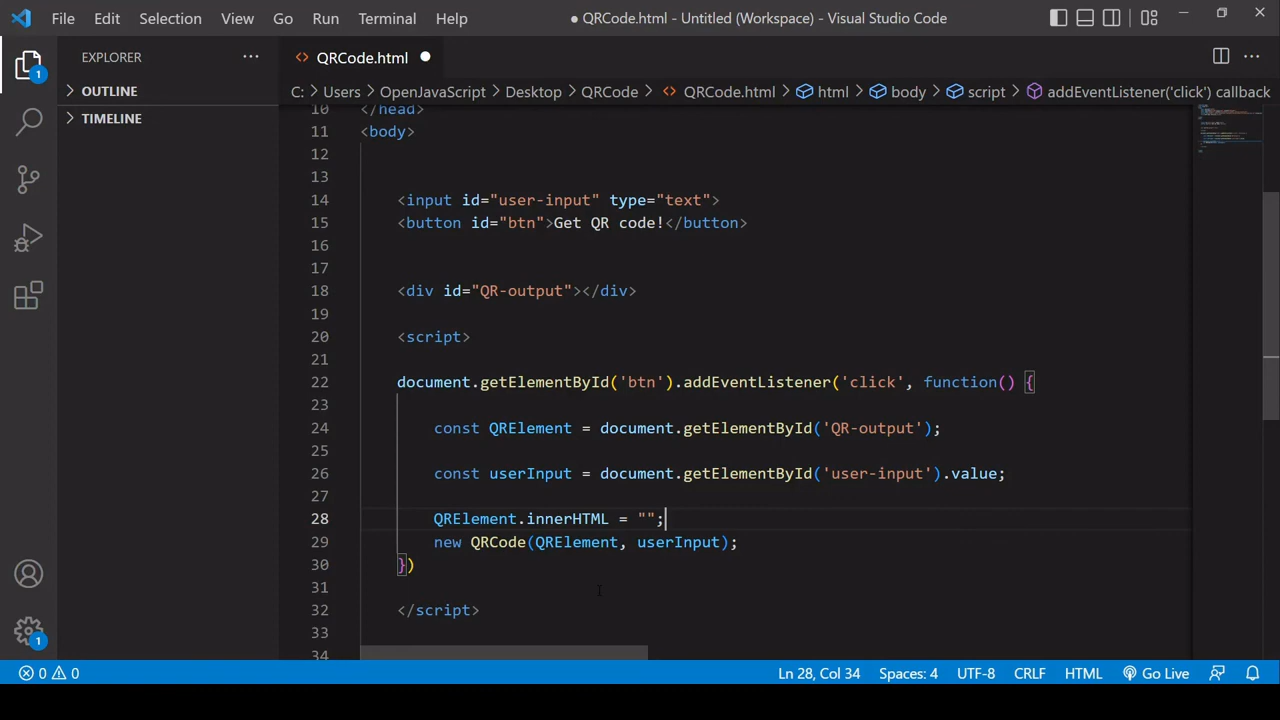 File Edit Selection View Go Run Terminal Help ● QRCode.html - Untitled (Workspace) - Visual Studio Code
EXPLORER ···
QRCode.html
1
OUTLINE
TIMELINE
C: > Users > OpenJavaScript > Desktop > QRCode > QRCode.html > html > body > script > addEventListener('click') callback
10 </head>
11 <body>
12
13
14 <input id="user-input" type="text">
15 <button id="btn">Get QR code!</button>
16
17
18 <div id="QR-output"></div>
19
20 <script>
21
22 document.getElementById('btn').addEventListener('click', function() {
23
24 const QRElement = document.getElementById('QR-output');
25
26 const userInput = document.getElementById('user-input').value;
27
28 QRElement.innerHTML = "";
29 new QRCode(QRElement, userInput);
30 })
31
32 </script>
33
34
1
0 0 Ln 28, Col 34 Spaces: 4 UTF-8 CRLF HTML Go Live